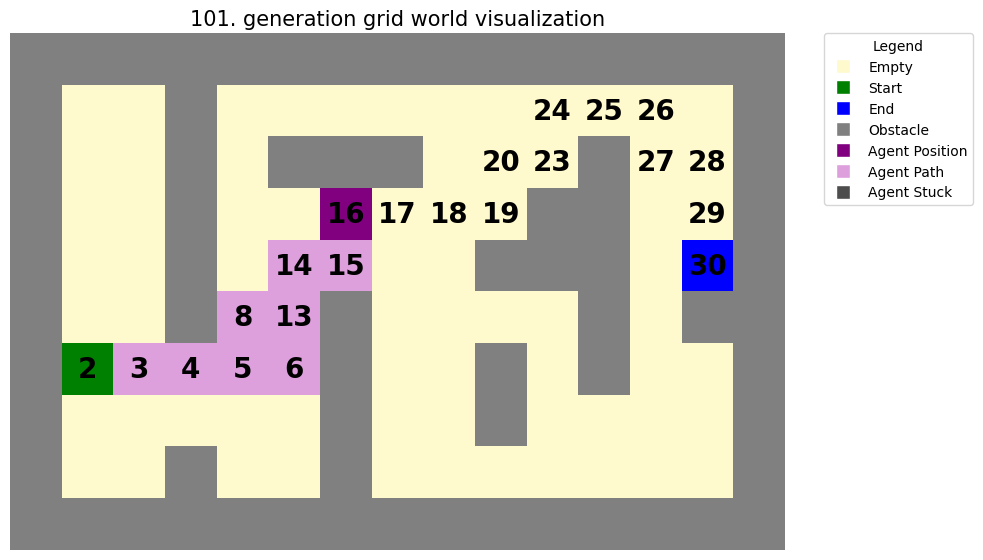 101. generation grid world visualization
Legend
Empty
Start
End
Obstacle
Agent Position
Agent Path
Agent Stuck
24 25 26
20 23 27 28
16 17 18 19 29
14 15 30
8 13
2 3 4 5 6